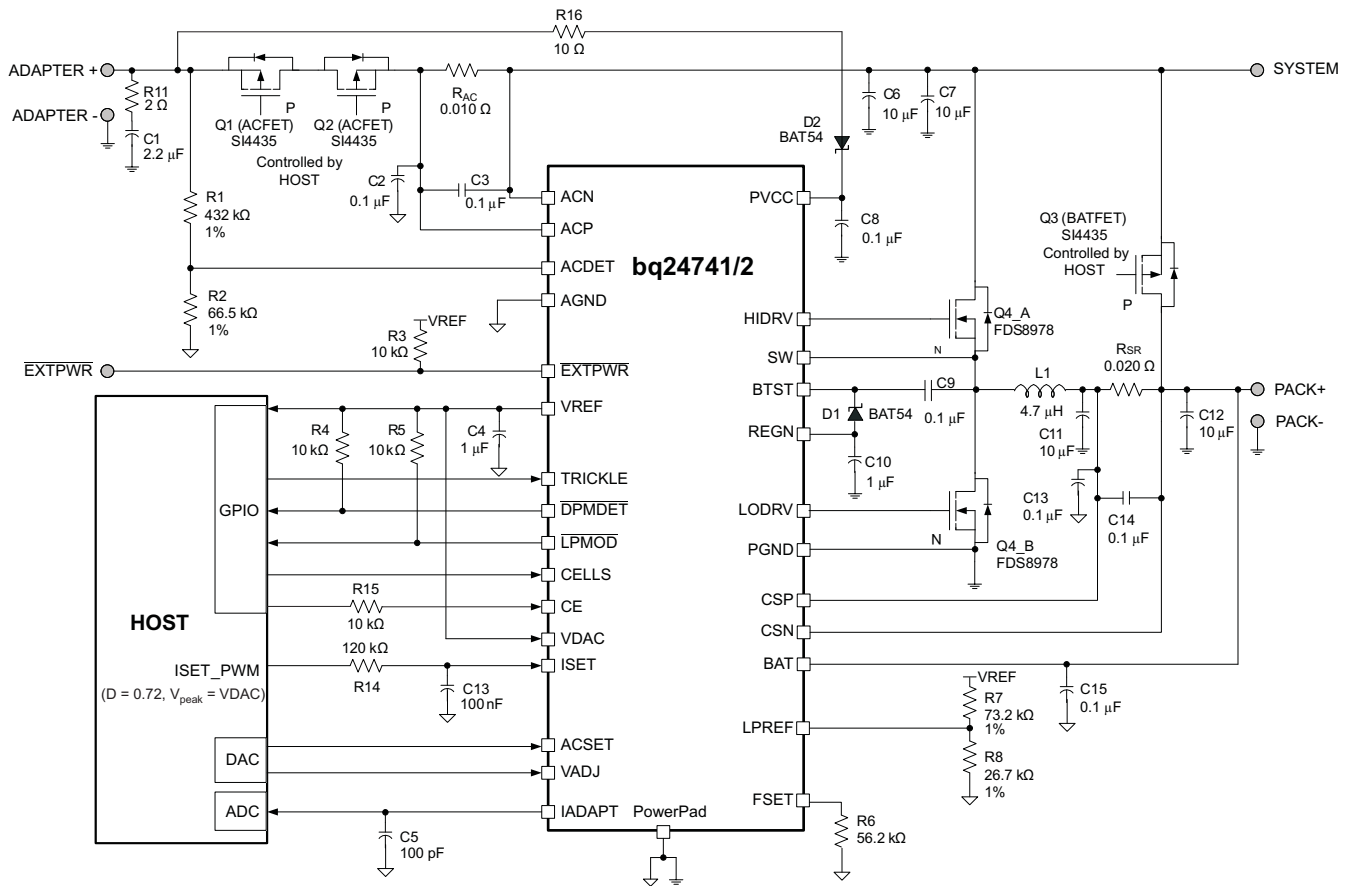 R16
10 Ω
ADAPTER +
R11
2 Ω
ADAPTER -
C1
2.2 µF
P
Q1 (ACFET)
SI4435
P
Q2 (ACFET)
SI4435
Controlled by
HOST
RAC
0.010 Ω
C6
10 µF
C7
10 µF
SYSTEM
D2
BAT54
R1
432 kΩ
1%
C2
0.1 µF
C3
0.1 µF
ACN
ACP
PVCC
C8
0.1 µF
Q3 (BATFET)
SI4435
Controlled by
HOST
P
bq24741/2
ACDET
AGND
R2
66.5 kΩ
1%
R3
10 kΩ
VREF
EXTPWR
EXTPWR
HIDRV
Q4_A
FDS8978
N
SW
BTST
C9
0.1 µF
D1
BAT54
REGN
C10
1 µF
L1
4.7 µH
RSR
0.020 Ω
C11
10 µF
C12
10 µF
PACK+
PACK-
VREF
R4
10 kΩ
R5
10 kΩ
C4
1 µF
GPIO
TRICKLE
DPMDET
LPMOD
CELLS
R15
10 kΩ
CE
VDAC
HOST
LODRV
N
Q4_B
FDS8978
PGND
C13
0.1 µF
C14
0.1 µF
CSP
CSN
BAT
C15
0.1 µF
120 kΩ
ISET_PWM
(D = 0.72, Vpeak = VDAC)
R14
ISET
C13
100 nF
VREF
R7
73.2 kΩ
1%
LPREF
R8
26.7 kΩ
1%
DAC
ACSET
VADJ
ADC
IADAPT
C5
100 pF
PowerPad
FSET
R6
56.2 kΩ